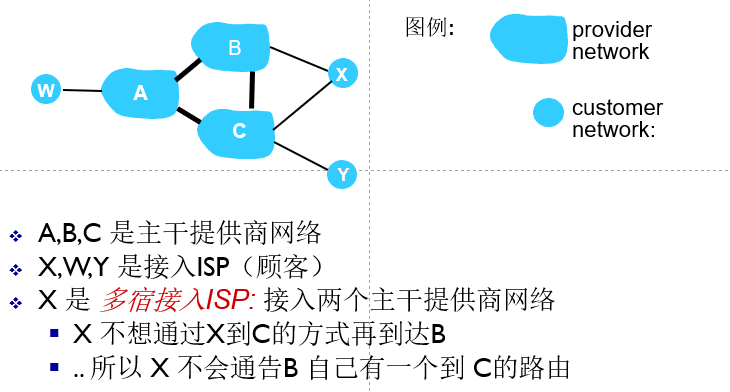 图例:
provider
network
customer
network:
W
A
B
C
X
Y
A,B,C 是主干提供商网络
X,W,Y 是接入ISP（顾客）
X 是 多宿接入ISP: 接入两个主干提供商网络
X 不想通过X到C的方式再到达B
.. 所以 X 不会通告B 自己有一个到 C的路由